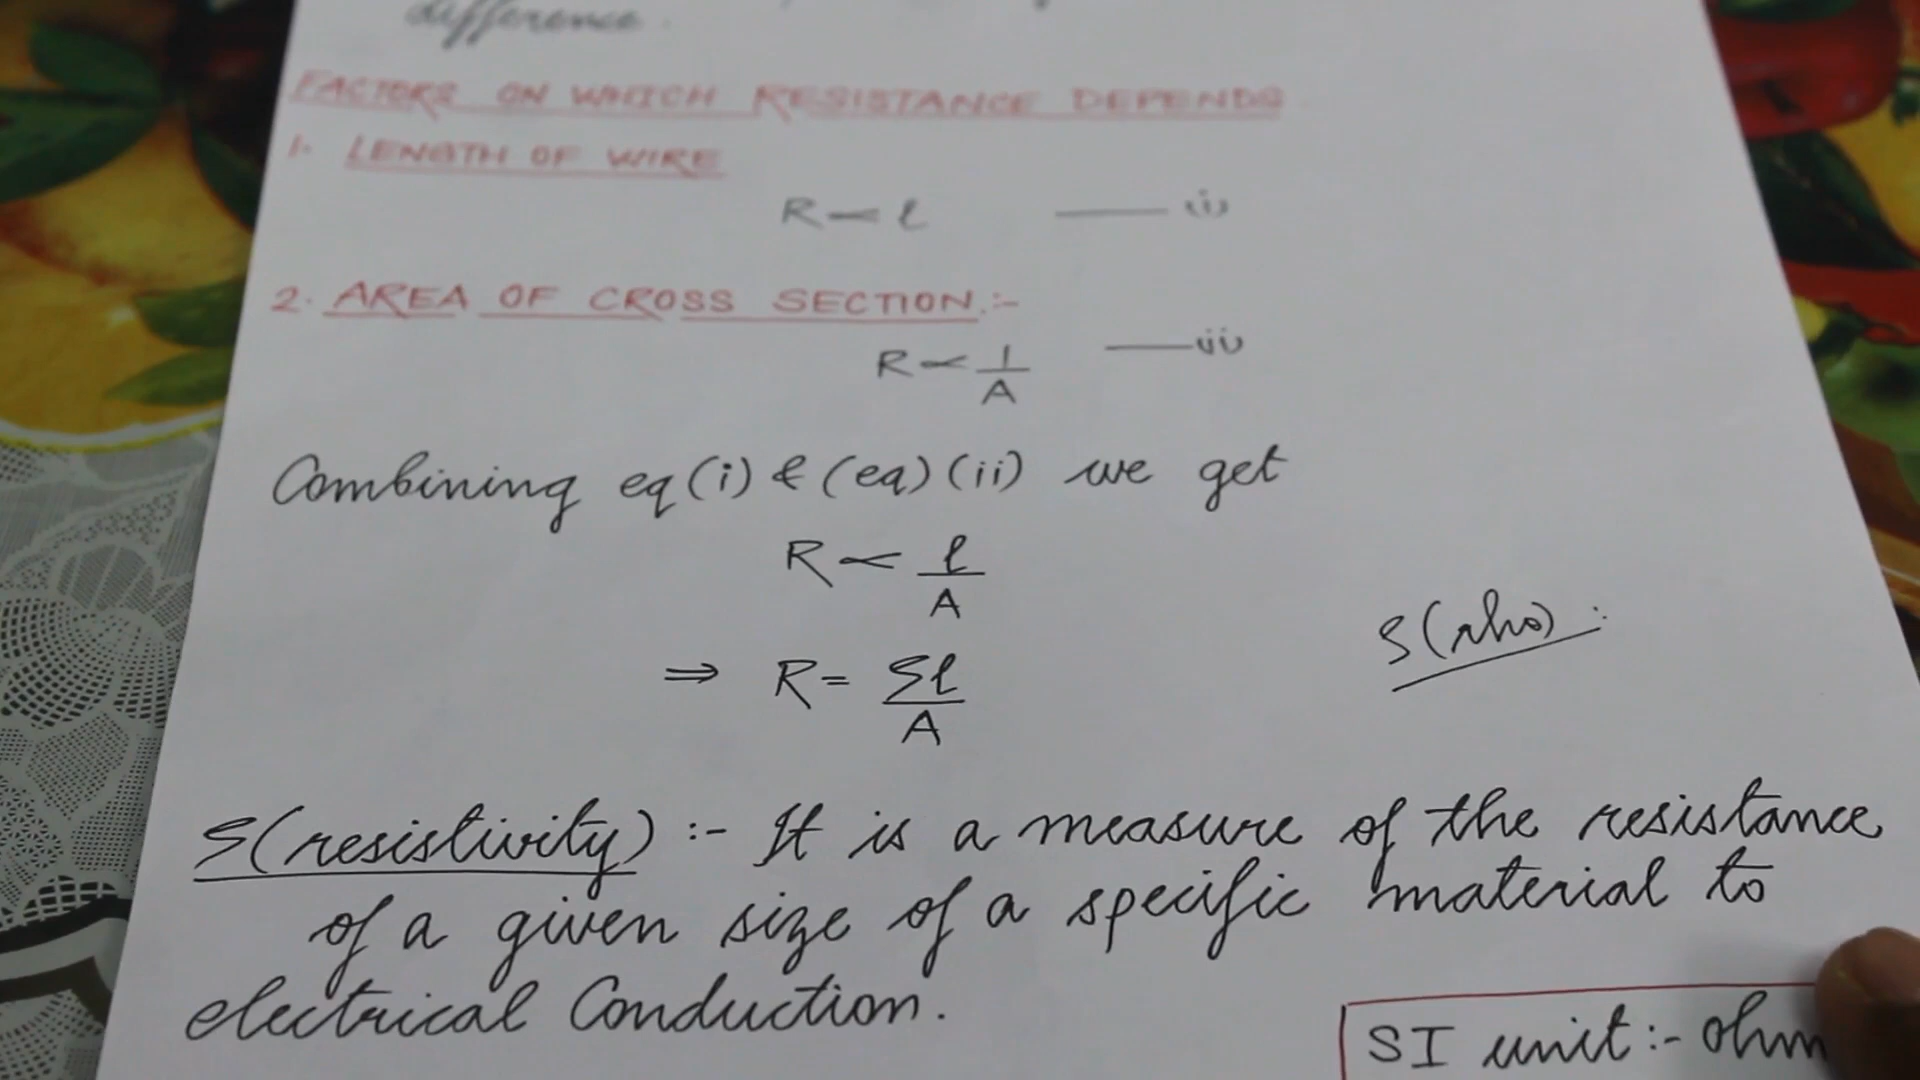 difference.
FACTORS ON WHICH RESISTANCE DEPENDS
1. LENGTH OF WIRE
R ∝ l —— (i)
2. AREA OF CROSS SECTION :-
R ∝ 1/A —— (ii)
Combining eq (i) & (eq) (ii) we get
R ∝ l/A
⇒ R = ρl/A
ρ(rho) :
ρ(resistivity) :- It is a measure of the resistance
of a given size of a specific material to
electrical Conduction.
SI unit :- ohm